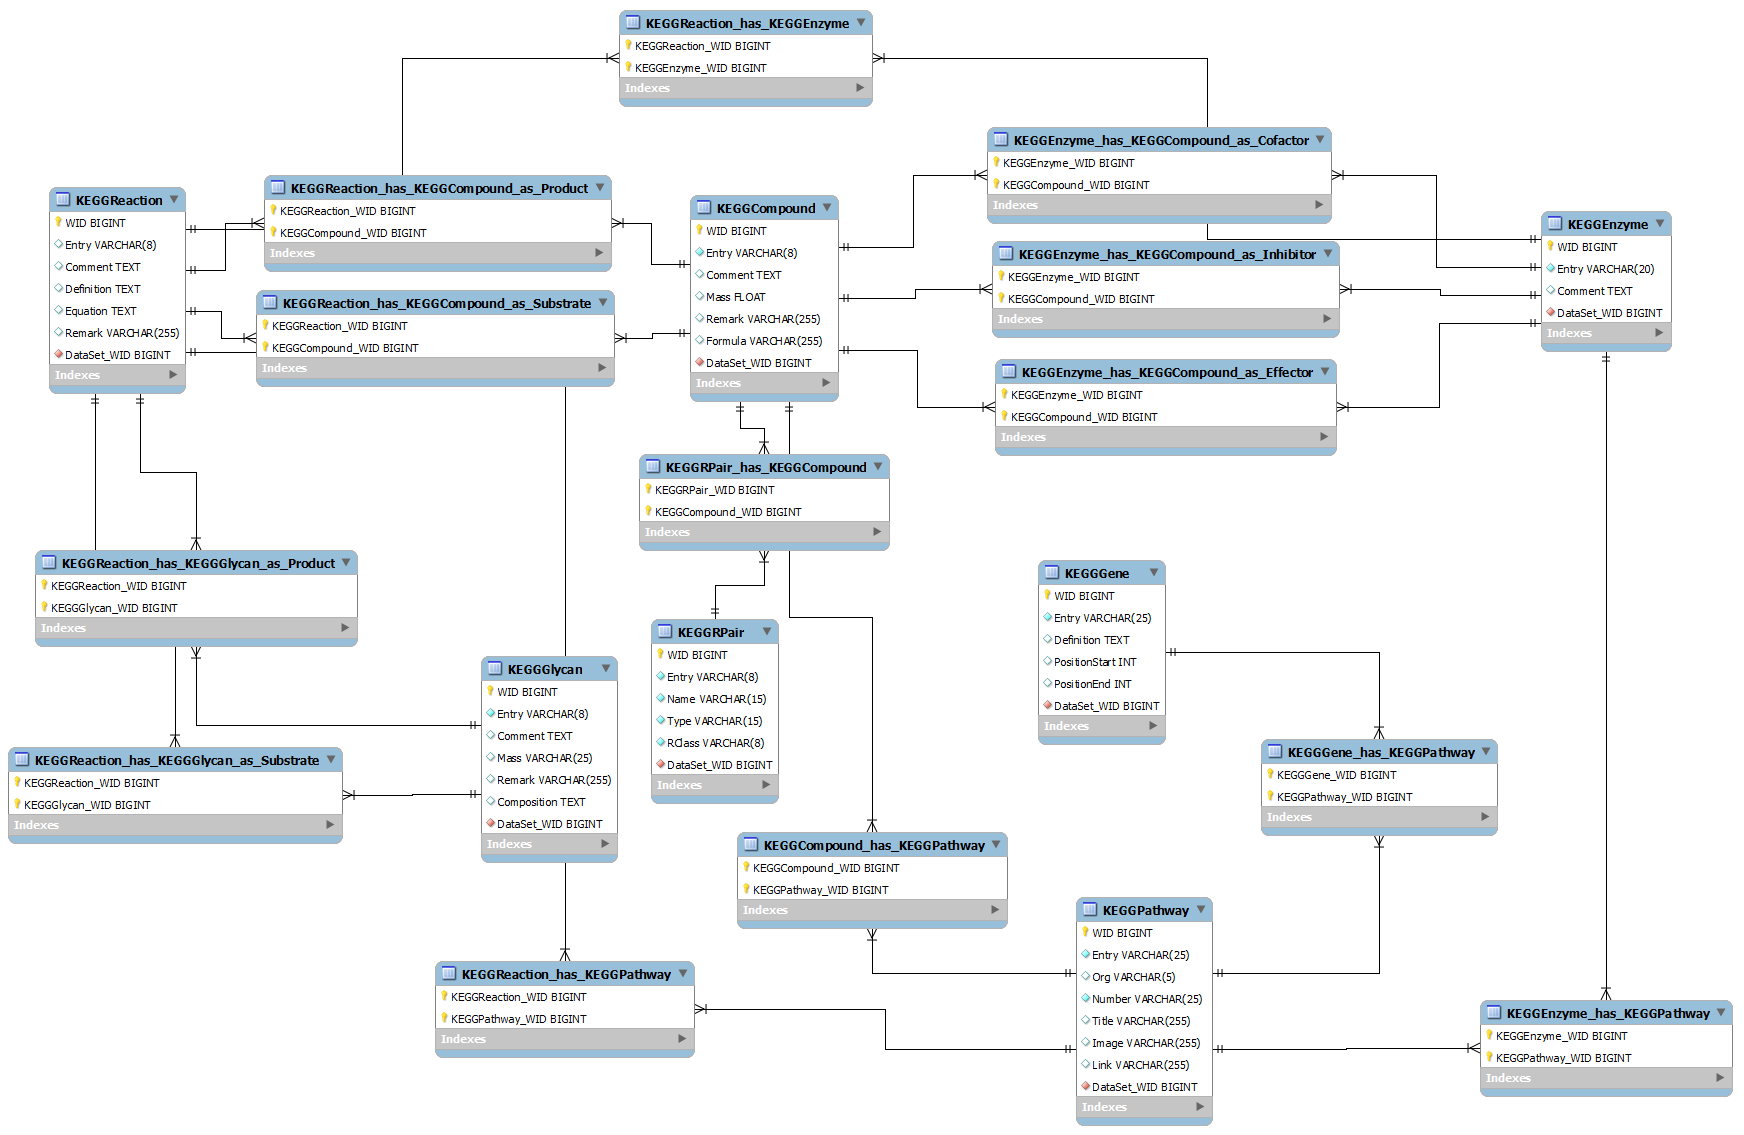 KEGGReaction_has_KEGGEnzyme
KEGGReaction_WID BIGINT
KEGGEnzyme_WID BIGINT
Indexes
KEGGEnzyme_has_KEGGCompound_as_Cofactor
KEGGEnzyme_WID BIGINT
KEGGCompound_WID BIGINT
Indexes
KEGGReaction_has_KEGGCompound_as_Product
KEGGReaction_WID BIGINT
KEGGCompound_WID BIGINT
Indexes
KEGGReaction
WID BIGINT
Entry VARCHAR(8)
Comment TEXT
Definition TEXT
Equation TEXT
Remark VARCHAR(255)
DataSet_WID BIGINT
Indexes
KEGGCompound
WID BIGINT
Entry VARCHAR(8)
Comment TEXT
Mass FLOAT
Remark VARCHAR(255)
Formula VARCHAR(255)
DataSet_WID BIGINT
Indexes
KEGGEnzyme
WID BIGINT
Entry VARCHAR(20)
Comment TEXT
DataSet_WID BIGINT
Indexes
KEGGEnzyme_has_KEGGCompound_as_Inhibitor
KEGGEnzyme_WID BIGINT
KEGGCompound_WID BIGINT
Indexes
KEGGReaction_has_KEGGCompound_as_Substrate
KEGGReaction_WID BIGINT
KEGGCompound_WID BIGINT
Indexes
KEGGEnzyme_has_KEGGCompound_as_Effector
KEGGEnzyme_WID BIGINT
KEGGCompound_WID BIGINT
Indexes
KEGGRPair_has_KEGGCompound
KEGGRPair_WID BIGINT
KEGGCompound_WID BIGINT
Indexes
KEGGReaction_has_KEGGGlycan_as_Product
KEGGReaction_WID BIGINT
KEGGGlycan_WID BIGINT
Indexes
KEGGGene
WID BIGINT
Entry VARCHAR(25)
Definition TEXT
PositionStart INT
PositionEnd INT
DataSet_WID BIGINT
Indexes
KEGGRPair
WID BIGINT
Entry VARCHAR(8)
Name VARCHAR(15)
Type VARCHAR(15)
RClass VARCHAR(8)
DataSet_WID BIGINT
Indexes
KEGGGlycan
WID BIGINT
Entry VARCHAR(8)
Comment TEXT
Mass VARCHAR(25)
Remark VARCHAR(255)
Composition TEXT
DataSet_WID BIGINT
Indexes
KEGGReaction_has_KEGGGlycan_as_Substrate
KEGGReaction_WID BIGINT
KEGGGlycan_WID BIGINT
Indexes
KEGGGene_has_KEGGPathway
KEGGGene_WID BIGINT
KEGGPathway_WID BIGINT
Indexes
KEGGCompound_has_KEGGPathway
KEGGCompound_WID BIGINT
KEGGPathway_WID BIGINT
Indexes
KEGGPathway
WID BIGINT
Entry VARCHAR(25)
Org VARCHAR(5)
Number VARCHAR(25)
Title VARCHAR(255)
Image VARCHAR(255)
Link VARCHAR(255)
DataSet_WID BIGINT
Indexes
KEGGReaction_has_KEGGPathway
KEGGReaction_WID BIGINT
KEGGPathway_WID BIGINT
Indexes
KEGGEnzyme_has_KEGGPathway
KEGGEnzyme_WID BIGINT
KEGGPathway_WID BIGINT
Indexes